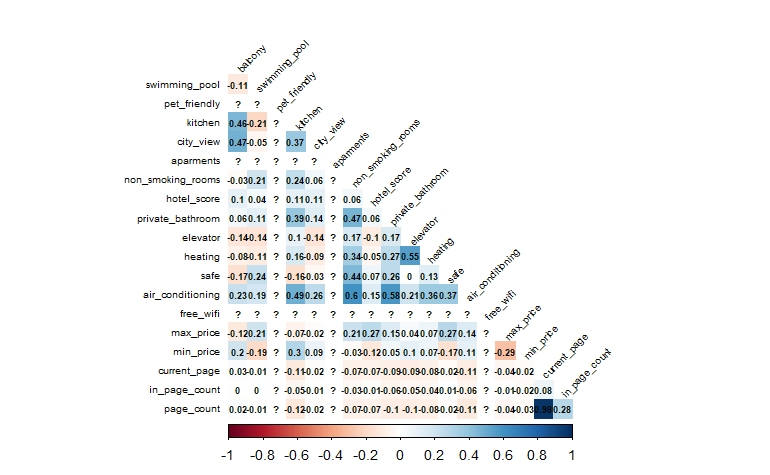 balcony
swimming_pool -0.11 swimming_pool
pet_friendly ? ? pet_friendly
kitchen 0.46 -0.21 ? kitchen
city_view 0.47 -0.05 ? 0.37 city_view
aparments ? ? ? ? ? aparments
non_smoking_rooms -0.03 0.21 ? 0.24 0.06 ? non_smoking_rooms
hotel_score 0.1 0.04 ? 0.11 0.11 ? 0.06 hotel_score
private_bathroom 0.06 0.11 ? 0.39 0.14 ? 0.47 0.06 private_bathroom
elevator -0.14 -0.14 ? 0.1 -0.14 ? 0.17 -0.1 0.17 elevator
heating -0.08 -0.11 ? 0.16 -0.09 ? 0.34 -0.05 0.27 0.55 heating
safe -0.17 0.24 ? -0.16 -0.03 ? 0.44 0.07 0.26 0 0.13 safe
air_conditioning 0.23 0.19 ? 0.49 0.26 ? 0.6 0.15 0.58 0.21 0.36 0.37 air_conditioning
free_wifi ? ? ? ? ? ? ? ? ? ? ? ? ? free_wifi
max_price -0.12 0.21 ? -0.07 -0.02 ? 0.21 0.27 0.15 0.04 0.07 0.27 0.14 ? max_price
min_price 0.2 -0.19 ? 0.3 0.09 ? -0.03 -0.12 0.05 0.1 0.07 -0.17 0.11 ? -0.29 min_price
current_page 0.03 -0.01 ? -0.11 -0.02 ? -0.07 -0.07 -0.09 -0.09 -0.08 -0.02 -0.11 ? -0.04 -0.02 current_page
in_page_count 0 0 ? -0.05 -0.01 ? -0.03 -0.01 -0.06 -0.05 -0.04 -0.01 -0.06 ? -0.01 -0.02 0.08 in_page_count
page_count 0.02 -0.01 ? -0.12 -0.02 ? -0.07 -0.07 -0.1 -0.1 -0.08 -0.02 -0.11 ? -0.04 -0.03 0.28
-1 -0.8 -0.6 -0.4 -0.2 0 0.2 0.4 0.6 0.8 1